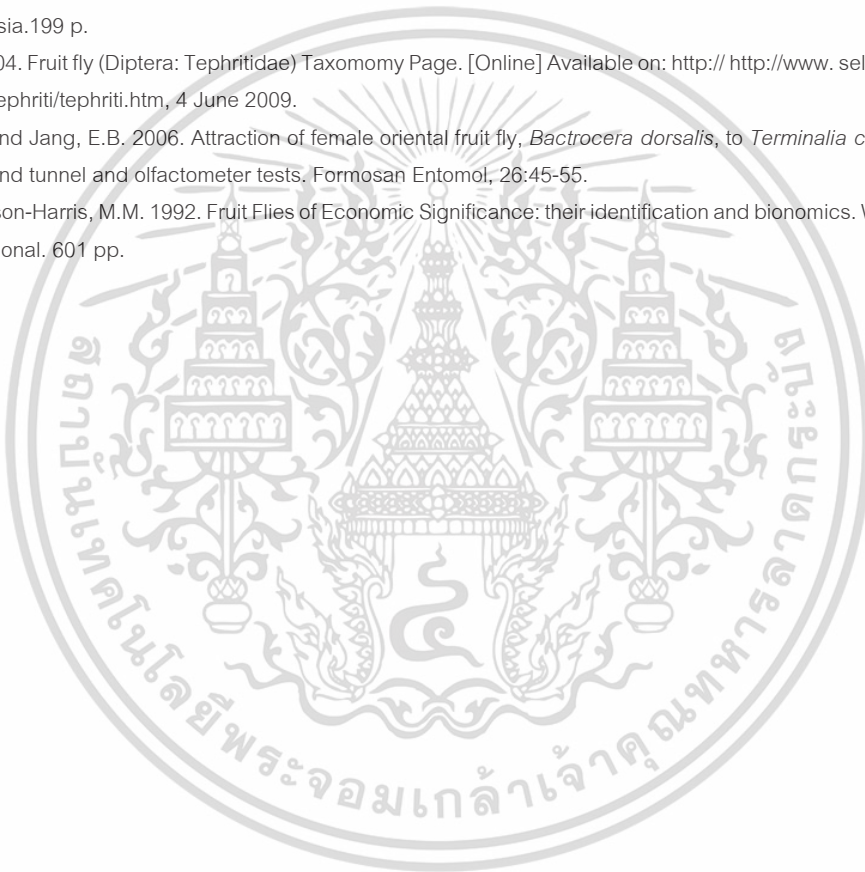 sia.199 p.
04. Fruit fly (Diptera: Tephritidae) Taxomomy Page. [Online] Available on: http:// http://www. sel
ephriti/tephriti.htm, 4 June 2009.
nd Jang, E.B. 2006. Attraction of female oriental fruit fly, Bactrocera dorsalis, to Terminalia c
nd tunnel and olfactometer tests. Formosan Entomol, 26:45-55.
son-Harris, M.M. 1992. Fruit Flies of Economic Significance: their identification and bionomics. W
onal. 601 pp.
สถาบันเทคโนโลยีพระจอมเกล้าเจ้าคุณทหารลาดกระบัง
๔